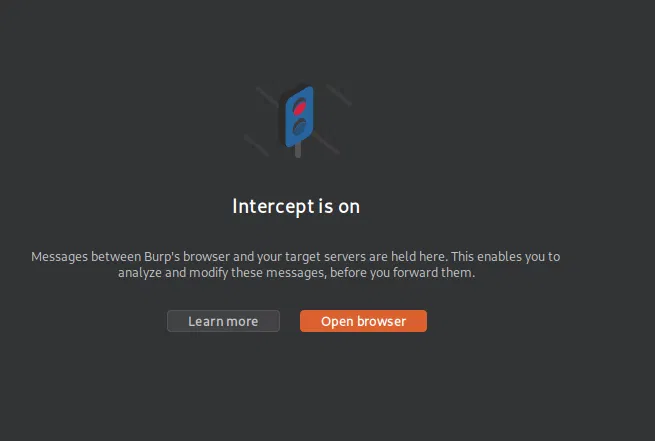 Intercept is on
Messages between Burp's browser and your target servers are held here. This enables you to
analyze and modify these messages, before you forward them.
Learn more
Open browser